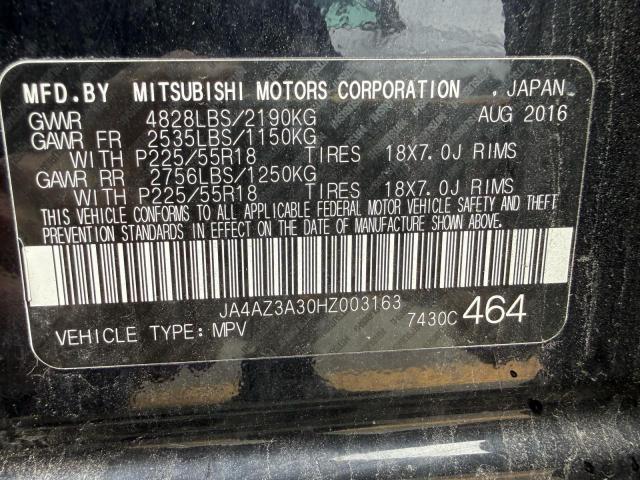 MFD.BY MITSUBISHI MOTORS CORPORATION . JAPAN
GVWR 4828LBS/2190KG AUG 2016
GAWR FR 2535LBS/1150KG
WITH P225/55R18 TIRES 18X7.0J RIMS
GAWR RR 2756LBS/1250KG
WITH P225/55R18 TIRES 18X7.0J RIMS
THIS VEHICLE CONFORMS TO ALL APPLICABLE FEDERAL MOTOR VEHICLE SAFETY AND THEFT
PREVENTION STANDARDS IN EFFECT ON THE DATE OF MANUFACTURE SHOWN ABOVE.
JA4AZ3A30HZ003163
VEHICLE TYPE: MPV 7430C 464